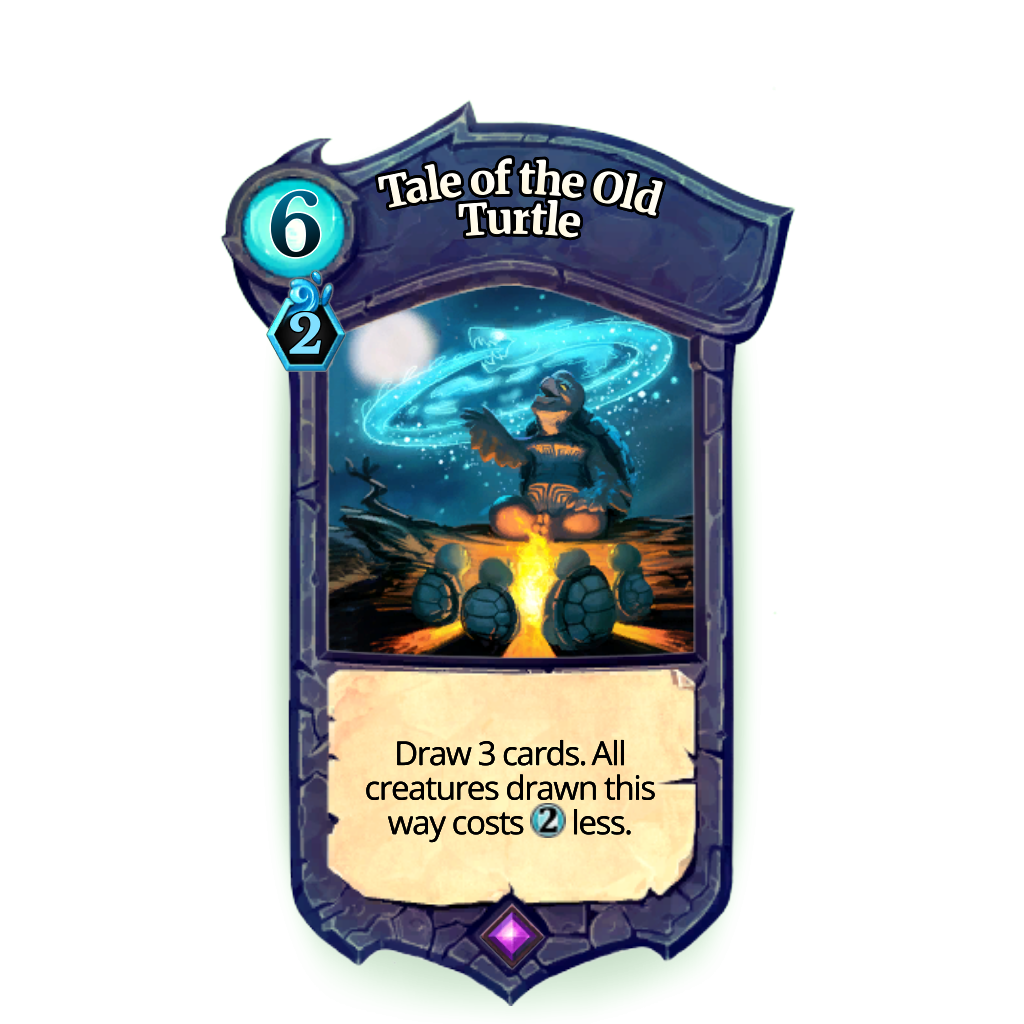 6
Tale of the Old
Turtle
2
Draw 3 cards. All
creatures drawn this
way costs 2 less.